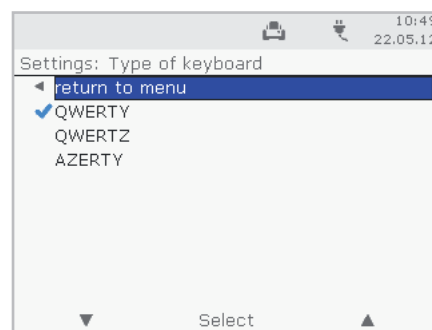 10:49
22.05.12
Settings: Type of keyboard
return to menu
QWERTY
QWERTZ
AZERTY
Select